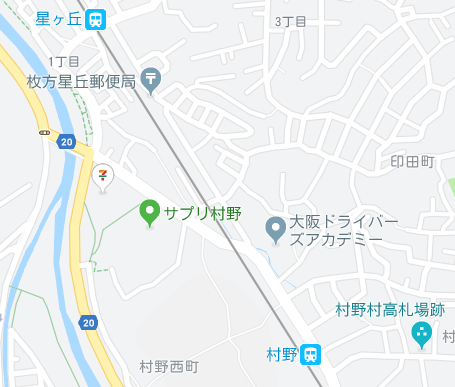 星ヶ丘
3丁目
1丁目
枚方星丘郵便局
20
印田町
7
サプリ村野
大阪ドライバー
ズアカデミー
村野村高札場跡
20
村
村野
村野西町